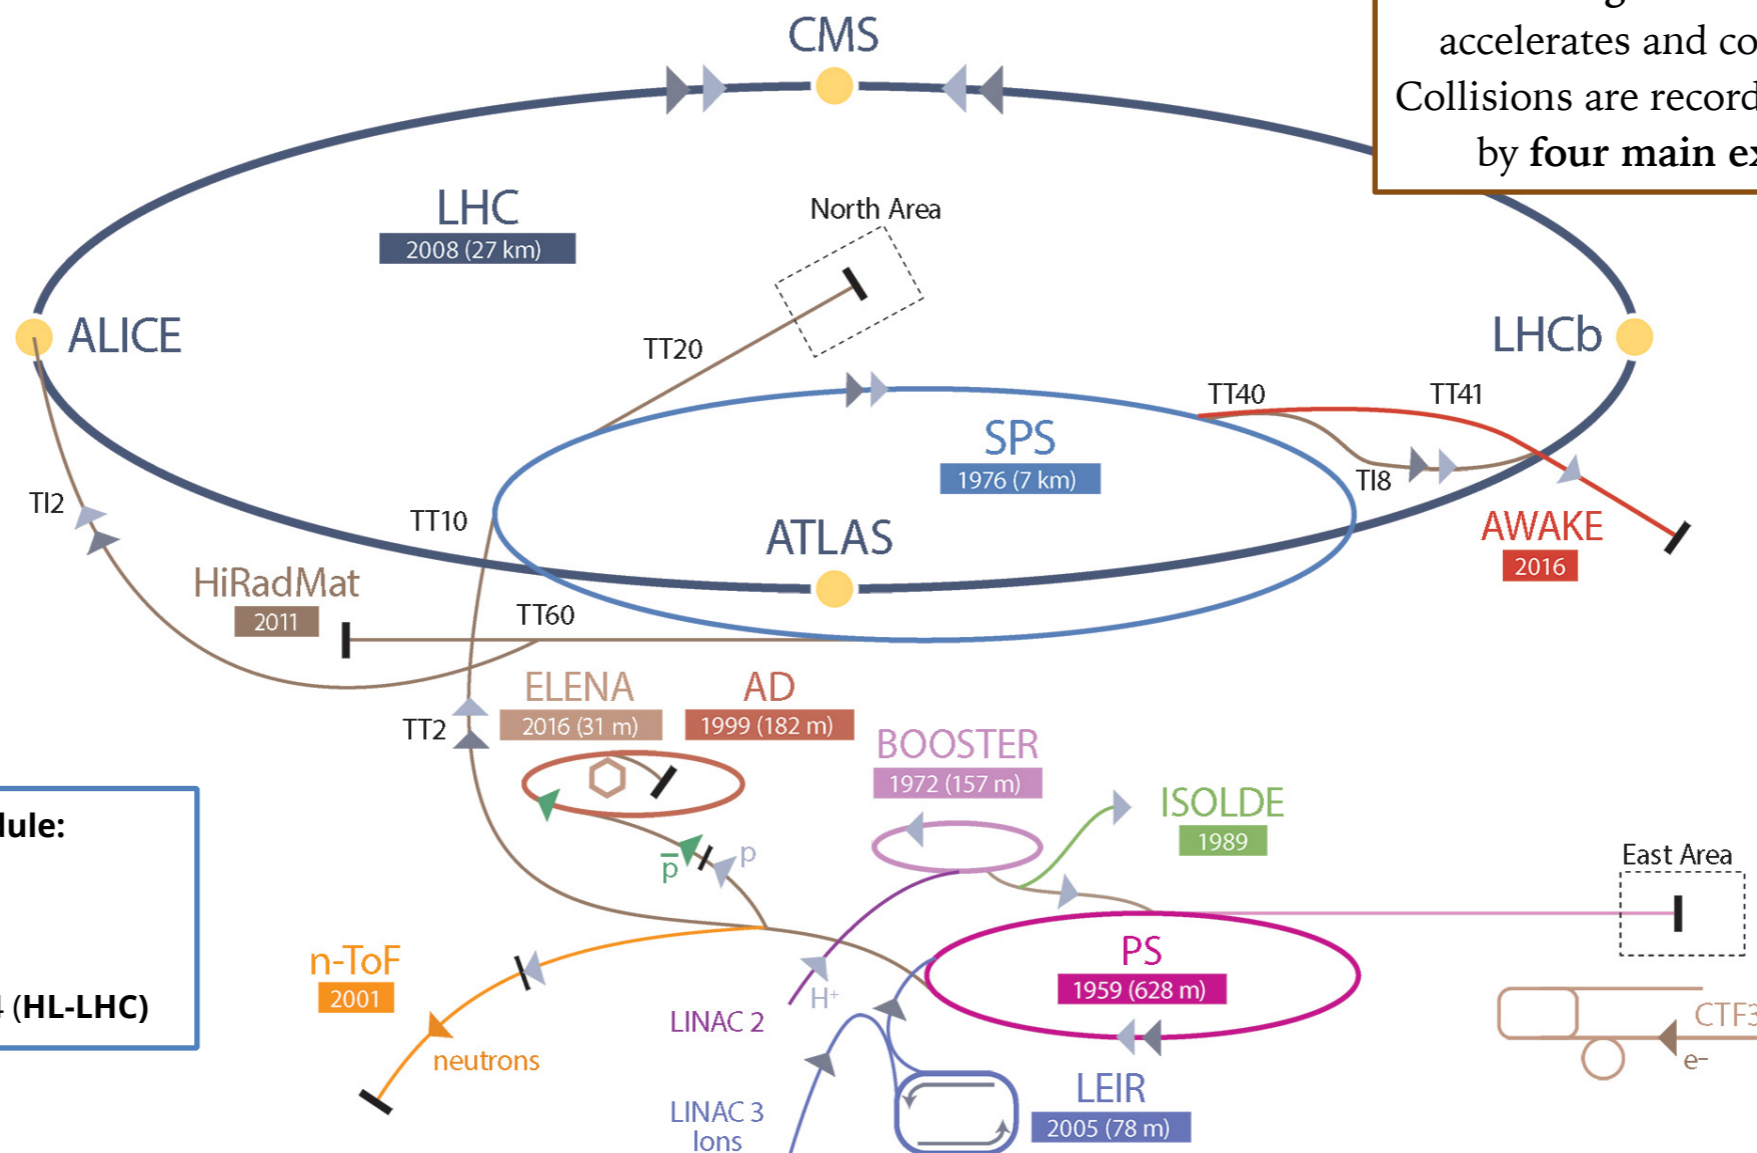 CMS
accelerates and co
Collisions are record
by four main ex
LHC
2008 (27 km)
North Area
ALICE
LHCb
TT20
TT40
TT41
SPS
1976 (7 km)
TI8
TI2
TT10
ATLAS
AWAKE
2016
HiRadMat
2011
TT60
ELENA
2016 (31 m)
AD
1999 (182 m)
TT2
BOOSTER
1972 (157 m)
ISOLDE
1989
dule:
p̅
p
East Area
n-ToF
2001
PS
1959 (628 m)
H⁺
4 (HL-LHC)
LINAC 2
CTF3
e⁻
neutrons
LEIR
2005 (78 m)
LINAC 3
Ions